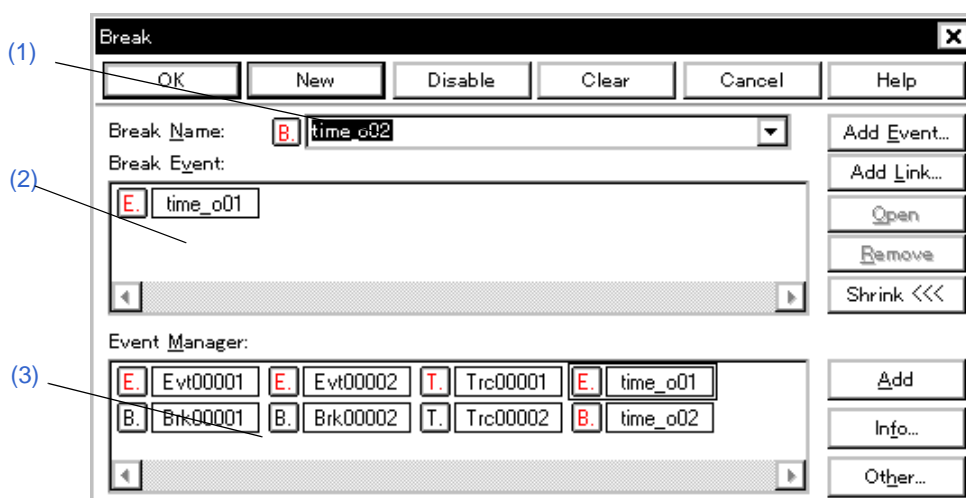 Break
(1)
OK New Disable Clear Cancel Help
Break Name: B. time_o02 Add Event...
Break Event: Add Link...
(2)
E. time_o01
Open
Remove
Shrink <<<
Event Manager:
(3)
E. Evt00001 E. Evt00002 T. Trc00001 E. time_o01 Add
B. Brk00001 B. Brk00002 T. Trc00002 B. time_o02 Info...
Other...